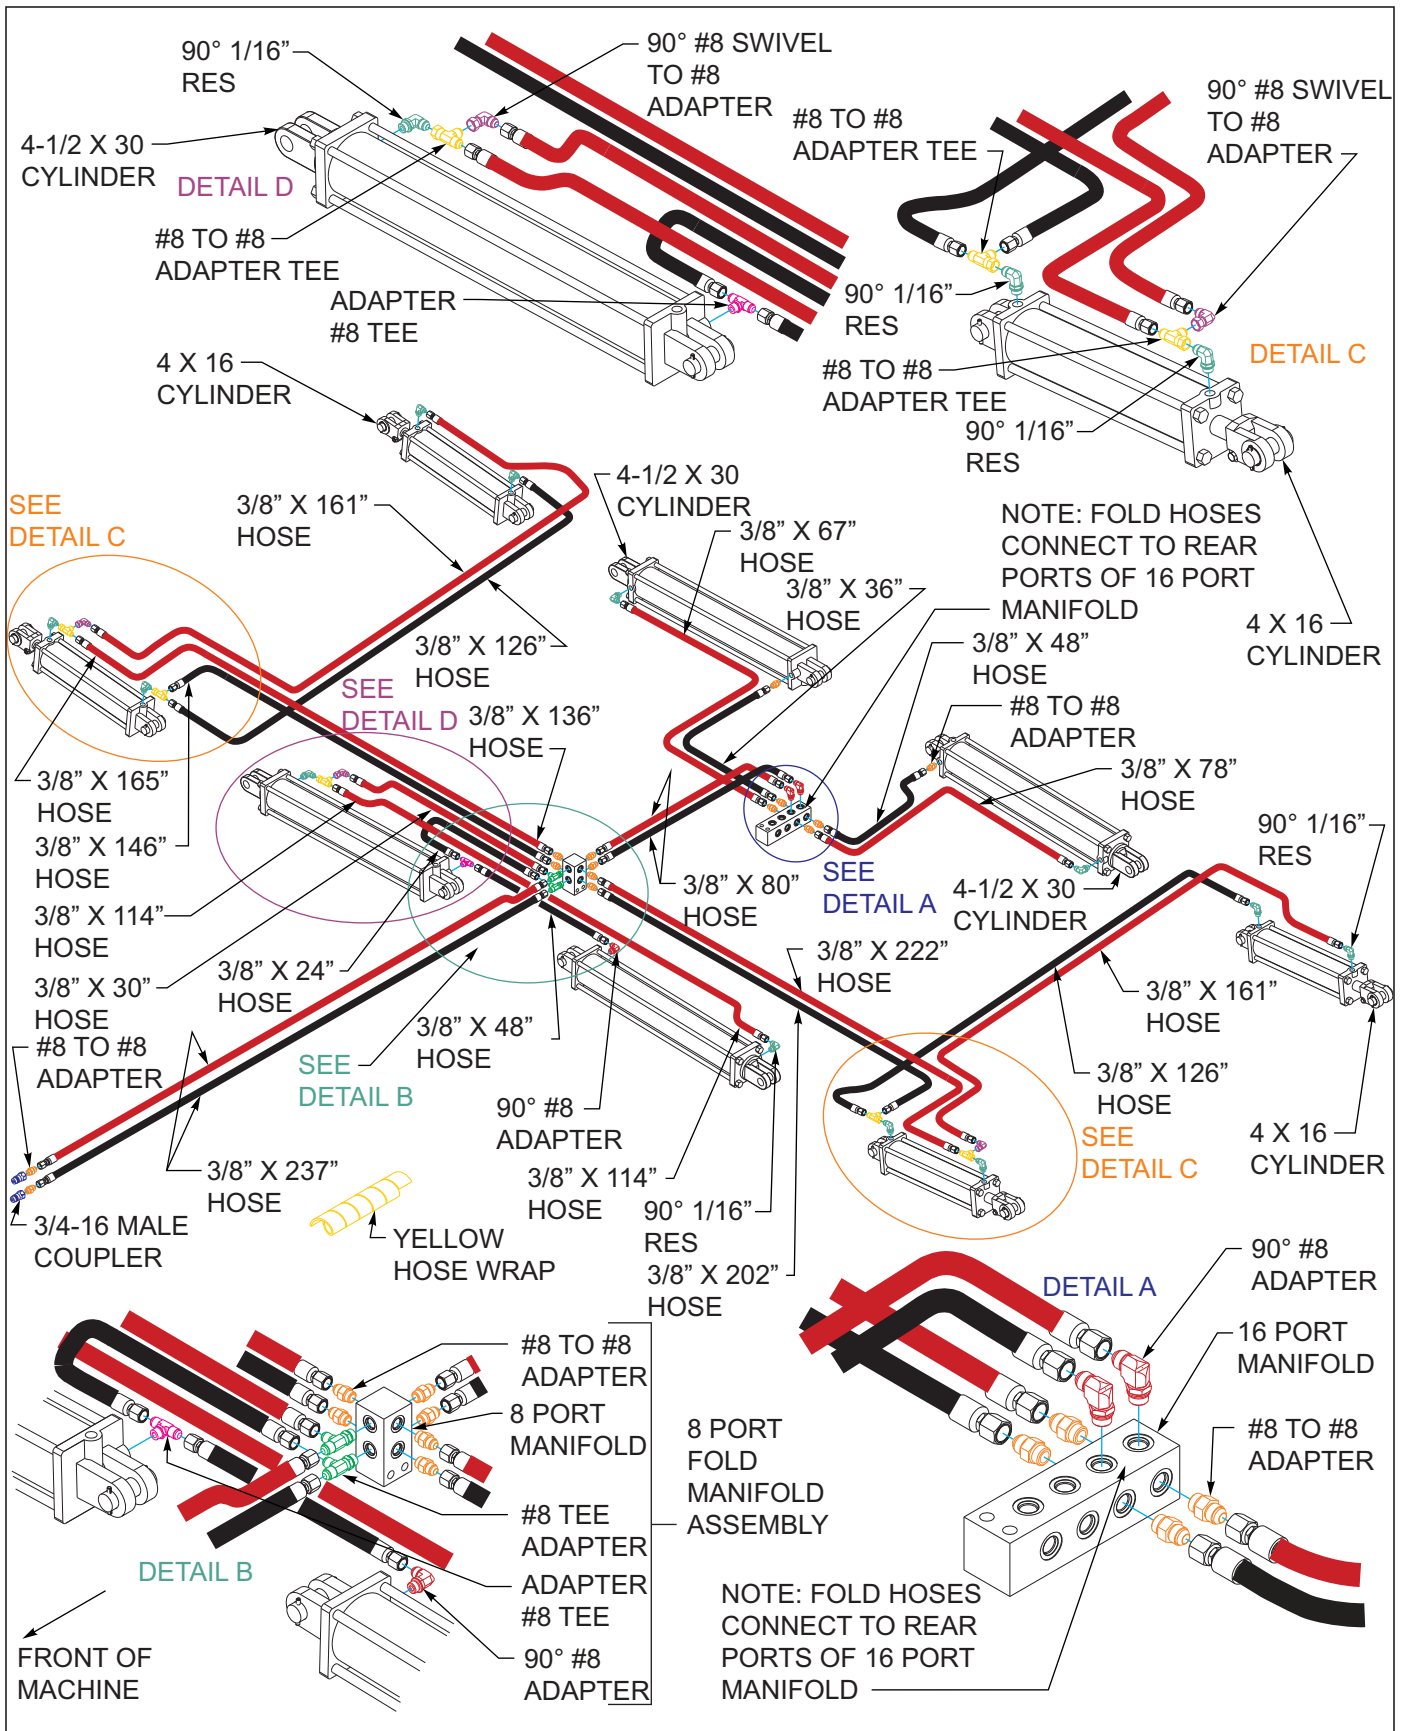 90° 1/16”
RES
90° #8 SWIVEL
TO #8
ADAPTER
4-1/2 X 30
CYLINDER
DETAIL D
#8 TO #8
ADAPTER TEE
ADAPTER
#8 TEE
#8 TO #8
ADAPTER TEE
90° #8 SWIVEL
TO #8
ADAPTER
90° 1/16”
RES
#8 TO #8
ADAPTER TEE
DETAIL C
90° 1/16”
RES
4 X 16
CYLINDER
4 X 16
CYLINDER
SEE
DETAIL C
3/8” X 161”
HOSE
3/8” X 126”
HOSE
4-1/2 X 30
CYLINDER
3/8” X 67”
HOSE
3/8” X 36”
HOSE
NOTE: FOLD HOSES
CONNECT TO REAR
PORTS OF 16 PORT
MANIFOLD
3/8” X 48”
HOSE
#8 TO #8
ADAPTER
3/8” X 78”
HOSE
SEE
DETAIL D
3/8” X 136”
HOSE
3/8” X 165”
HOSE
3/8” X 146”
HOSE
3/8” X 114”
HOSE
3/8” X 30”
HOSE
3/8” X 24”
HOSE
3/8” X 80”
HOSE
SEE
DETAIL A
4-1/2 X 30
CYLINDER
90° 1/16”
RES
3/8” X 222”
HOSE
3/8” X 161”
HOSE
3/8” X 126”
HOSE
4 X 16
CYLINDER
#8 TO #8
ADAPTER
SEE
DETAIL B
3/8” X 48”
HOSE
90° #8
ADAPTER
3/8” X 114”
HOSE
90° 1/16”
RES
3/8” X 202”
HOSE
SEE
DETAIL C
3/8” X 237”
HOSE
3/4-16 MALE
COUPLER
YELLOW
HOSE WRAP
#8 TO #8
ADAPTER
8 PORT
MANIFOLD
#8 TEE
ADAPTER
ADAPTER
#8 TEE
90° #8
ADAPTER
8 PORT
FOLD
MANIFOLD
ASSEMBLY
DETAIL B
FRONT OF
MACHINE
DETAIL A
90° #8
ADAPTER
16 PORT
MANIFOLD
#8 TO #8
ADAPTER
NOTE: FOLD HOSES
CONNECT TO REAR
PORTS OF 16 PORT
MANIFOLD